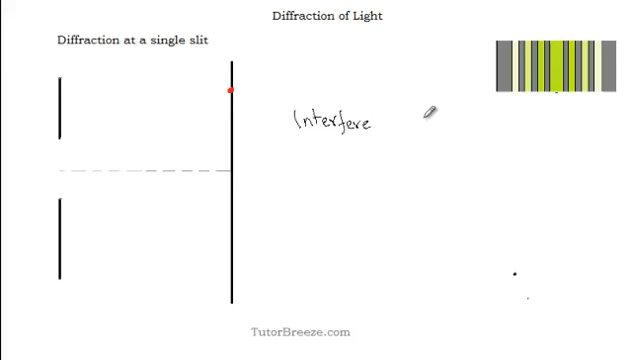 Diffraction of Light
Diffraction at a single slit
Interfere
TutorBreeze.com